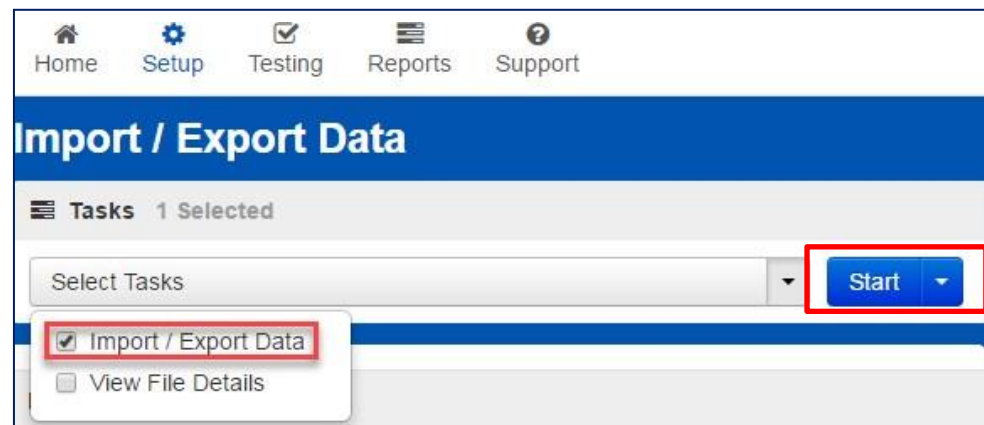 Home Setup Testing Reports Support
Import / Export Data
Tasks 1 Selected
Select Tasks Start
Import / Export Data
View File Details